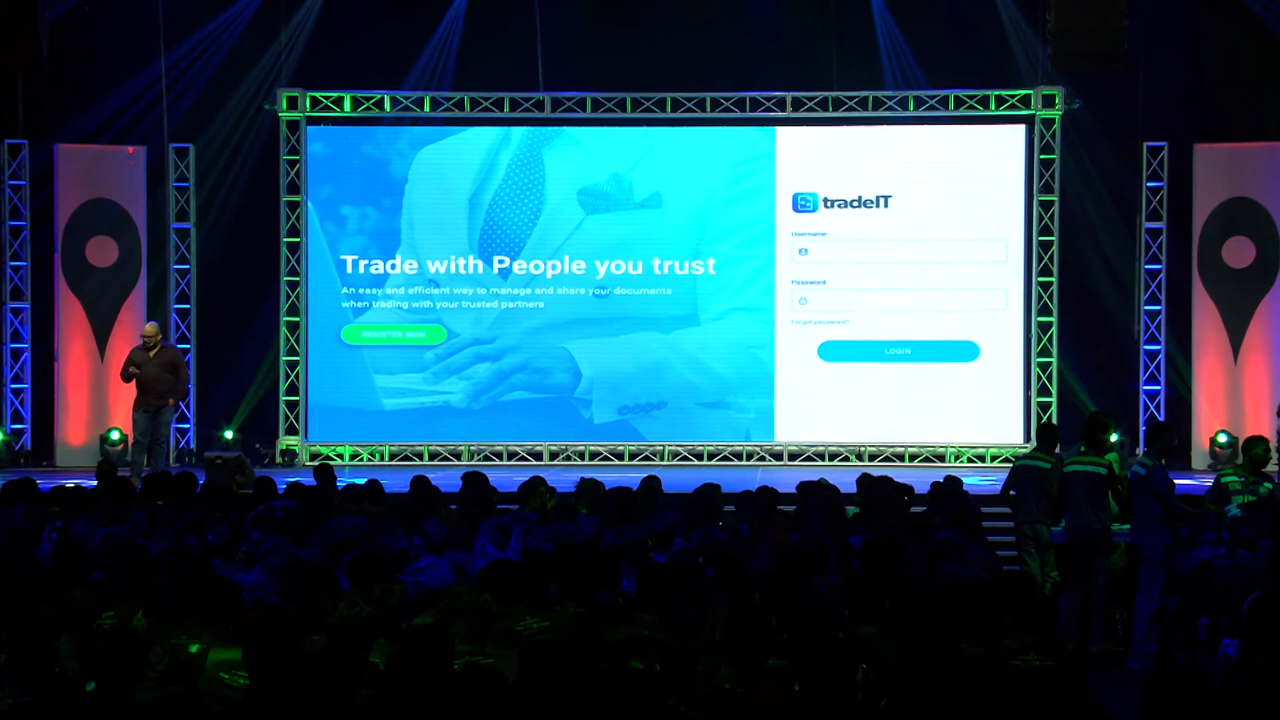 Trade with People you trust
An easy and efficient way to manage and share your documents
when trading with your trusted partners
REGISTER NOW
tradeIT
Username
Password
Forgot password?
LOGIN